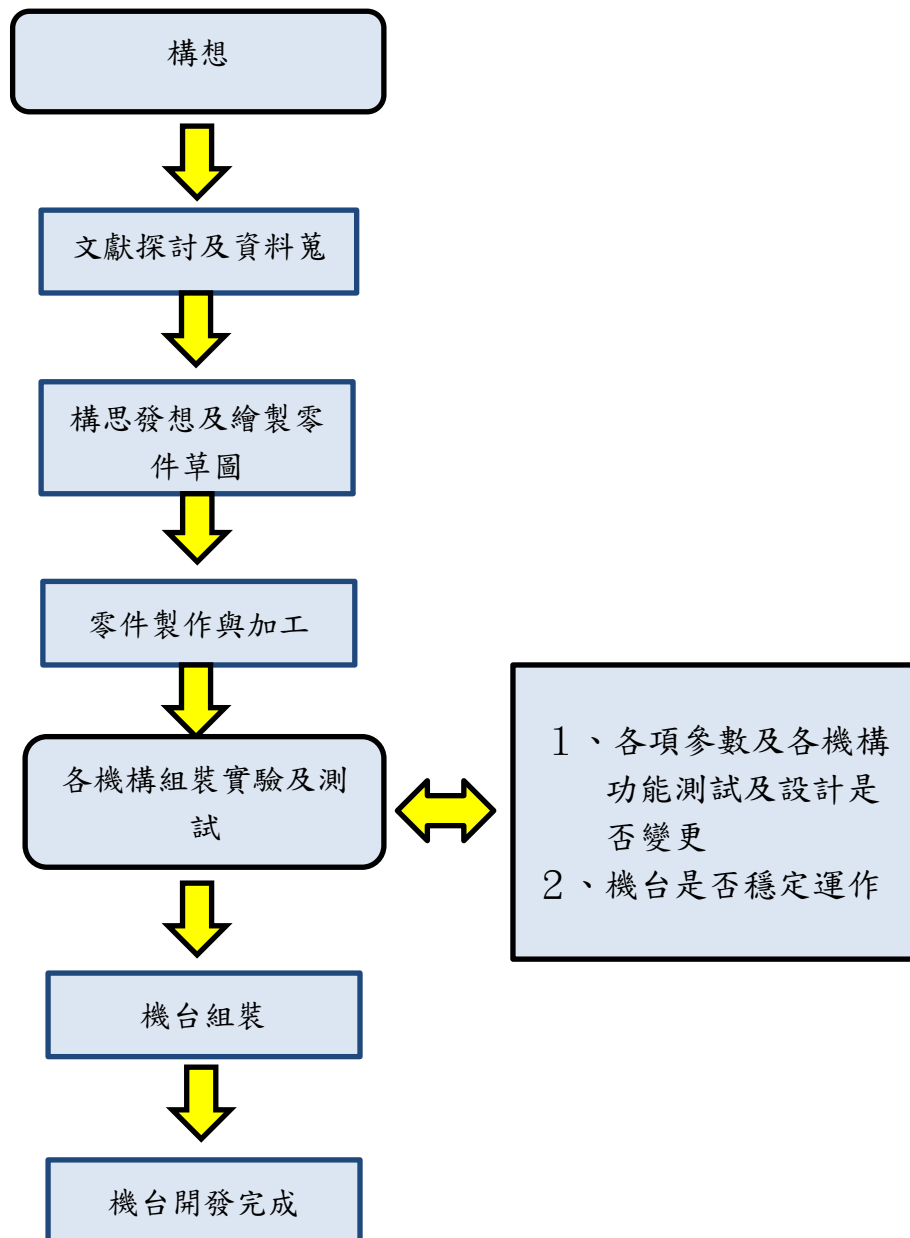 構想
文獻探討及資料蒐
構思發想及繪製零
件草圖
零件製作與加工
各機構組裝實驗及測
試
1、各項參數及各機構
功能測試及設計是
否變更
2、機台是否穩定運作
機台組裝
機台開發完成